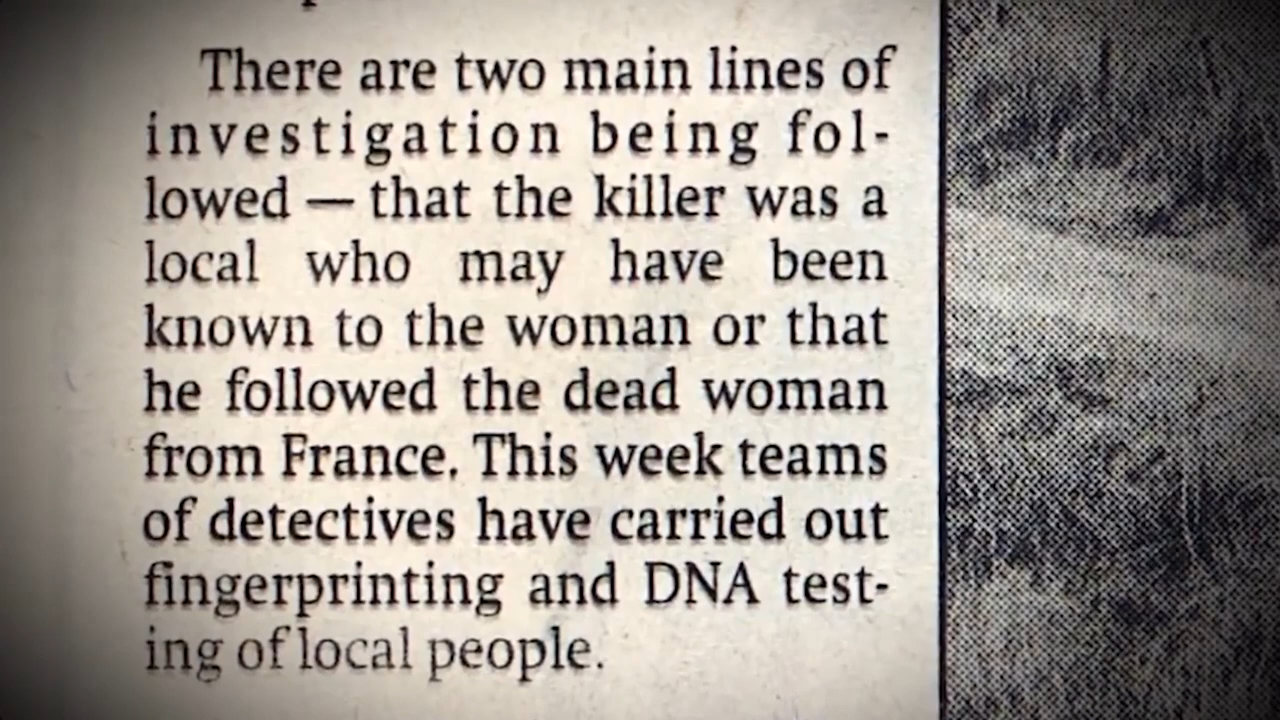 There are two main lines of
investigation being fol-
lowed — that the killer was a
local who may have been
known to the woman or that
he followed the dead woman
from France. This week teams
of detectives have carried out
fingerprinting and DNA test-
ing of local people.